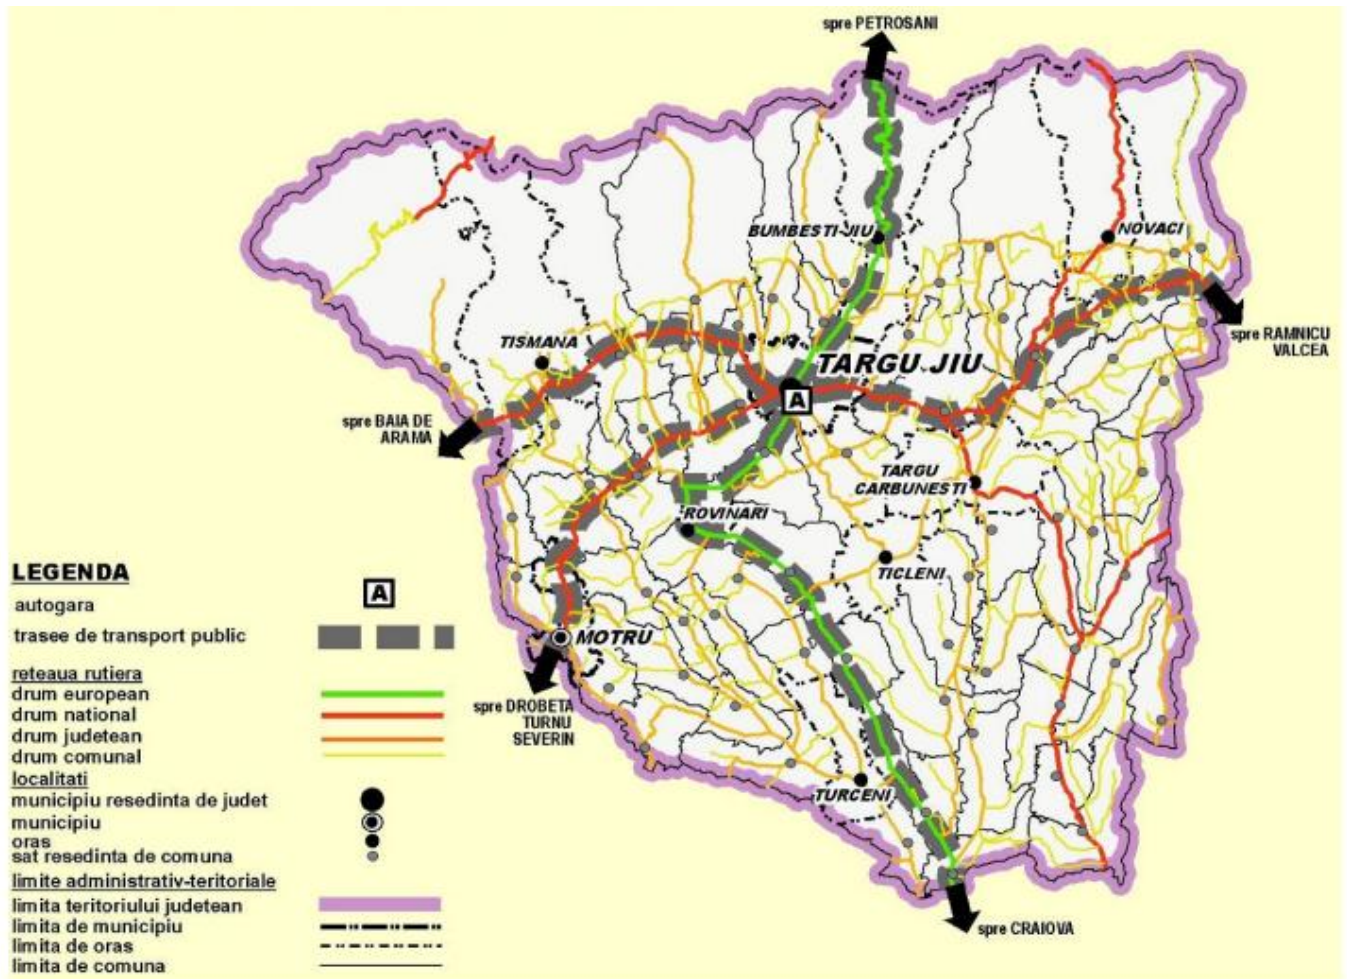 spre PETROSANI
BUMBESTI-JIU
NOVACI
TISMANA
TARGU JIU
spre RAMNICU
VALCEA
A
spre BAIA DE
ARAMA
TARGU
CARBUNESTI
ROVINARI
TICLENI
MOTRU
spre DROBETA
TURNU
SEVERIN
TURCENI
spre CRAIOVA
LEGENDA
autogara A
trasee de transport public
reteaua rutiera
drum european
drum national
drum judetean
drum comunal
localitati
municipiu resedinta de judet
municipiu
oras
sat resedinta de comuna
limite administrativ-teritoriale
limita teritoriului judetean
limita de municipiu
limita de oras
limita de comuna